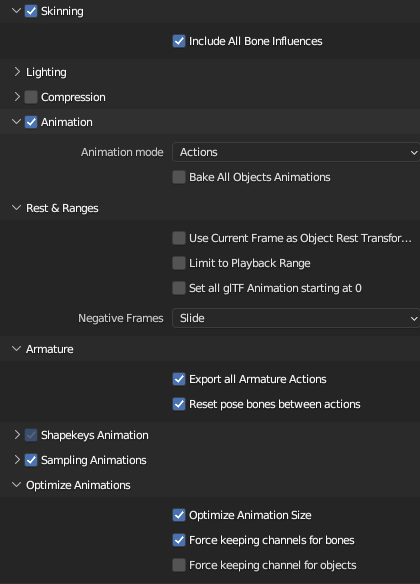 Skinning
Include All Bone Influences
Lighting
Compression
Animation
Animation mode Actions
Bake All Objects Animations
Rest & Ranges
Use Current Frame as Object Rest Transfor...
Limit to Playback Range
Set all glTF Animation starting at 0
Negative Frames Slide
Armature
Export all Armature Actions
Reset pose bones between actions
Shapekeys Animation
Sampling Animations
Optimize Animations
Optimize Animation Size
Force keeping channels for bones
Force keeping channel for objects